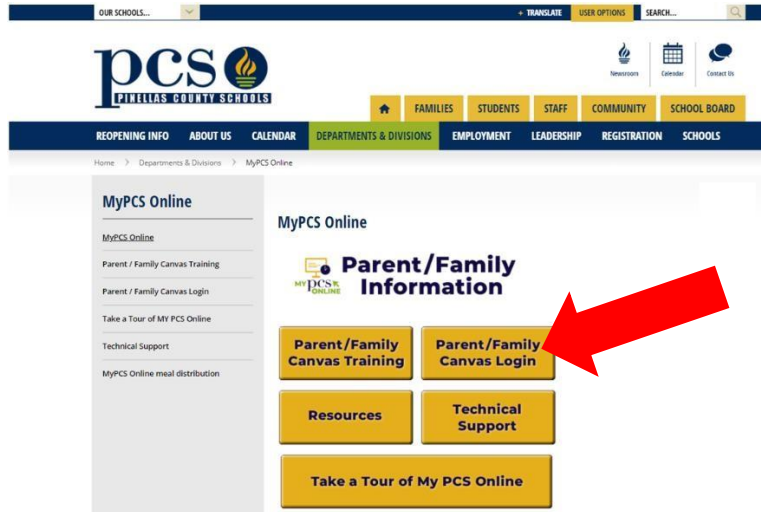 OUR SCHOOLS...
+ TRANSLATE
USER OPTIONS
SEARCH...
pcs
PINELLAS COUNTY SCHOOLS
Newsroom
Calendar
Contact Us
FAMILIES
STUDENTS
STAFF
COMMUNITY
SCHOOL BOARD
REOPENING INFO
ABOUT US
CALENDAR
DEPARTMENTS & DIVISIONS
EMPLOYMENT
LEADERSHIP
REGISTRATION
SCHOOLS
Home > Departments & Divisions > MyPCS Online
MyPCS Online
MyPCS Online
Parent / Family Canvas Training
Parent / Family Canvas Login
Take a Tour of MY PCS Online
Technical Support
MyPCS Online meal distribution
MyPCS Online
MY pcs ONLINE
Parent/Family
Information
Parent/Family
Canvas Training
Parent/Family
Canvas Login
Resources
Technical
Support
Take a Tour of My PCS Online